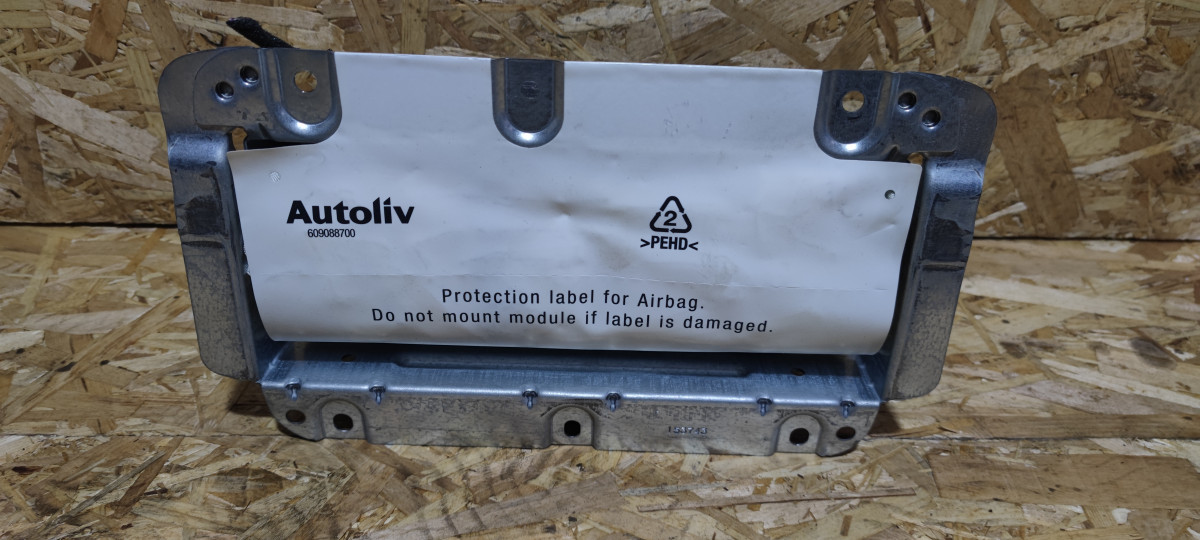 Autoliv
609088700
2
>PEHD<
Protection label for Airbag.
Do not mount module if label is damaged.